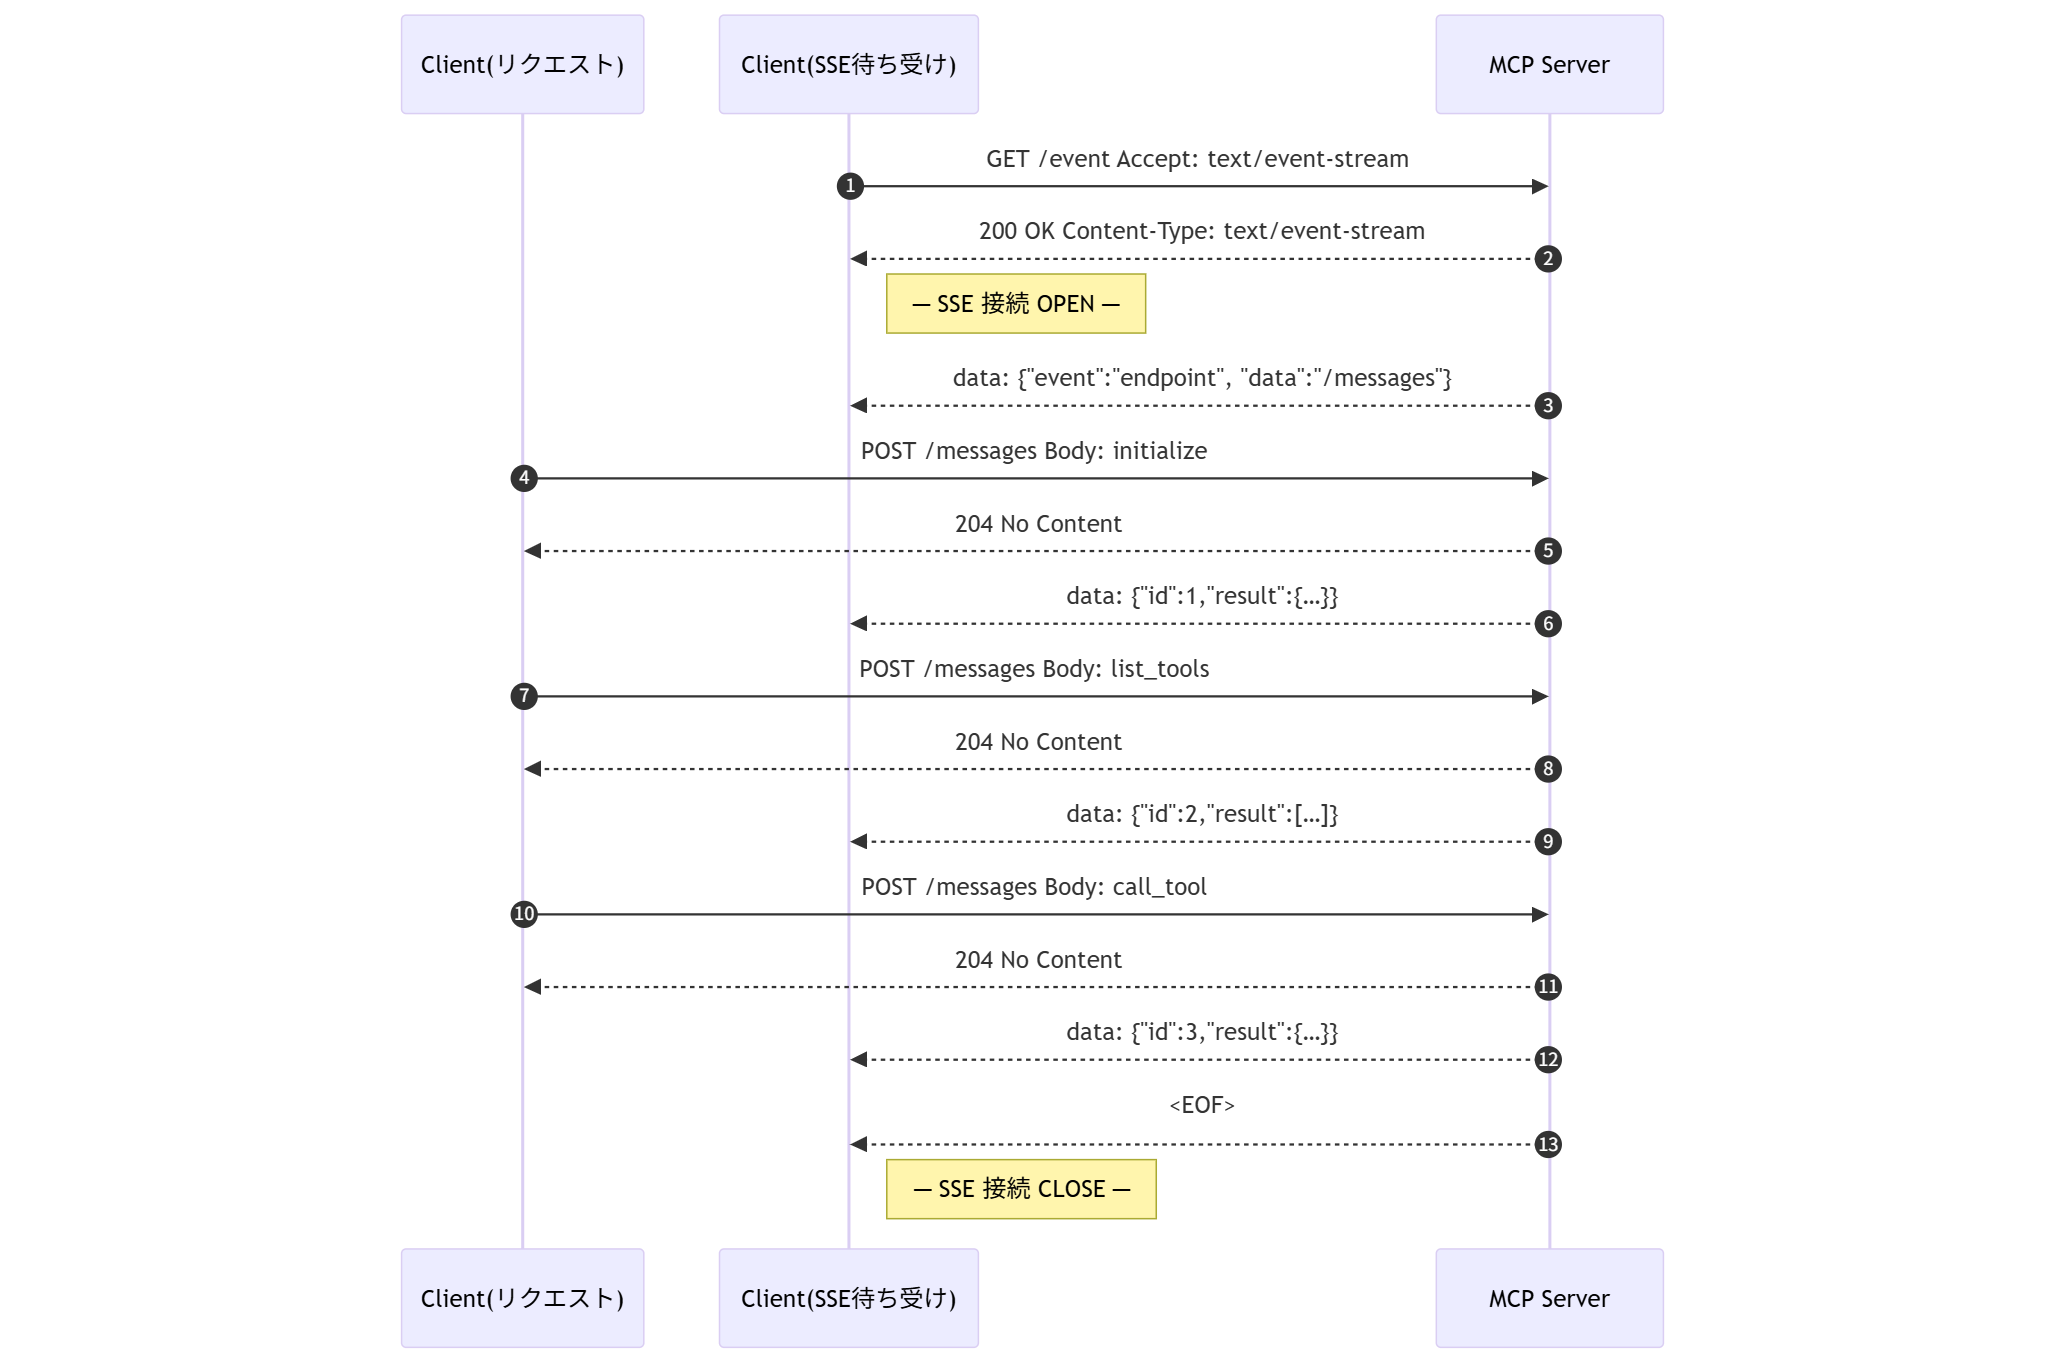 Client(リクエスト)
Client(SSE待ち受け)
MCP Server
GET /event Accept: text/event-stream
1
200 OK Content-Type: text/event-stream
2
— SSE 接続 OPEN —
data: {"event":"endpoint", "data":"/messages"}
3
POST /messages Body: initialize
4
204 No Content
5
data: {"id":1,"result":{…}}
6
POST /messages Body: list_tools
7
204 No Content
8
data: {"id":2,"result":[…]}
9
POST /messages Body: call_tool
10
204 No Content
11
data: {"id":3,"result":{…}}
12
<EOF>
13
— SSE 接続 CLOSE —
Client(リクエスト)
Client(SSE待ち受け)
MCP Server